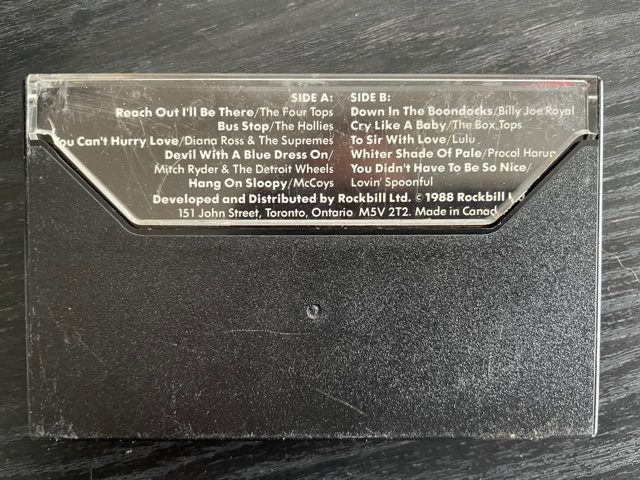 SIDE A:
Reach Out I'll Be There/The Four Tops
Bus Stop/The Hollies
You Can't Hurry Love/Diana Ross & The Supremes
Devil With A Blue Dress On/
Mitch Ryder & The Detroit Wheels
Hang On Sloopy/McCoys
SIDE B:
Down In The Boondocks/Billy Joe Royal
Cry Like A Baby/The Box Tops
To Sir With Love/Lulu
Whiter Shade Of Pale/Procal Harum
You Didn't Have To Be So Nice/
Lovin' Spoonful
Developed and Distributed by Rockbill Ltd. © 1988 Rockbill
151 John Street, Toronto, Ontario M5V 2T2. Made in Canad